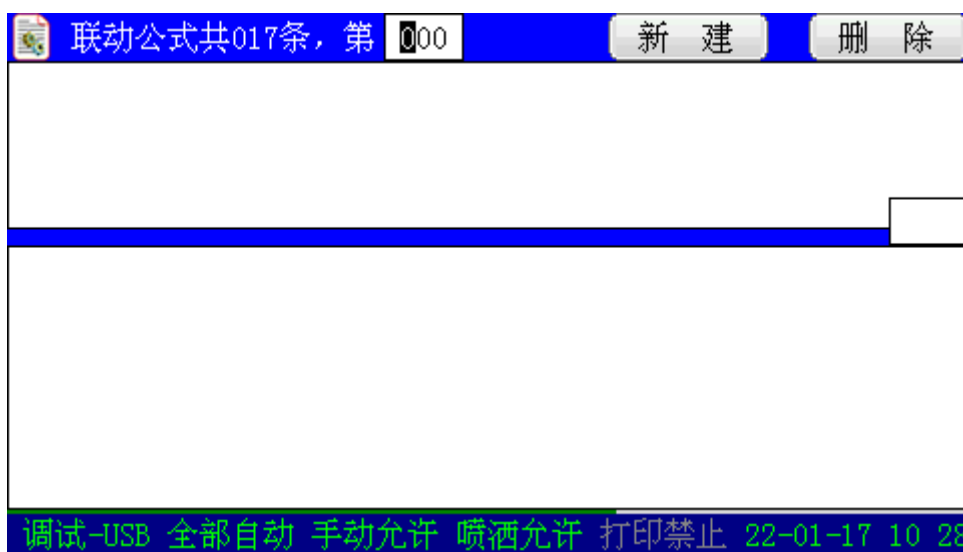 联动公式共017条，第 000 新 建 删 除
调试-USB 全部自动 手动允许 喷洒允许 打印禁止 22-01-17 10 28